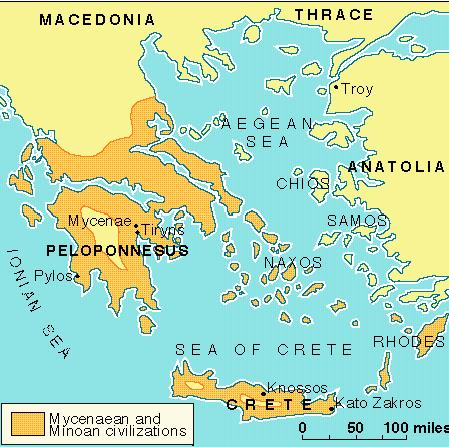 MACEDONIA
THRACE
Troy
AEGEAN
SEA
ANATOLIA
CHIOS
SAMOS
Mycenae
Tiryns
PELOPONNESUS
NAXOS
Pylos
IONIAN SEA
RHODES
SEA OF CRETE
Knossos
CRETE
Kato Zakros
Mycenaean and
Minoan civilizations
0 50 100 miles